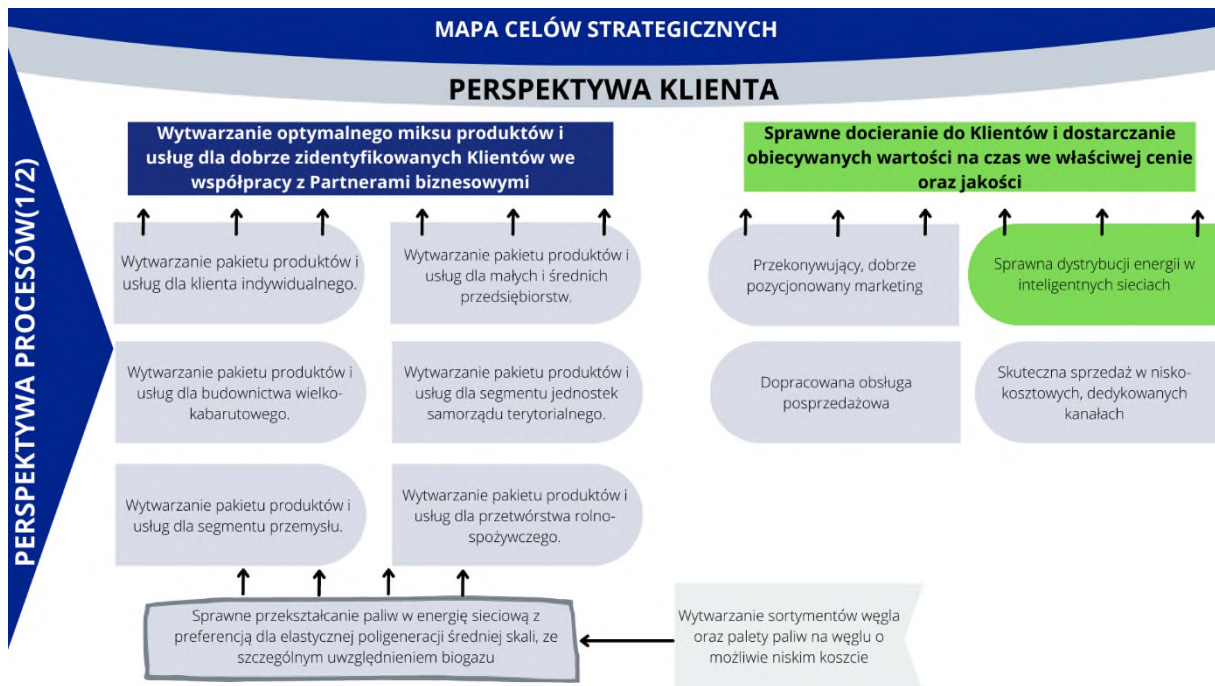 MAPA CELÓW STRATEGICZNYCH
PERSPEKTYWA KLIENTA
PERSPEKTYWA PROCESÓW(1/2)
Wytwarzanie optymalnego miksu produktów i
usług dla dobrze zidentyfikowanych Klientów we
współpracy z Partnerami biznesowymi
Sprawne docieranie do Klientów i dostarczanie
obiecywanych wartości na czas we właściwej cenie
oraz jakości
Wytwarzanie pakietu produktów i
usług dla klienta indywidualnego.
Wytwarzanie pakietu produktów i
usług dla małych i średnich
przedsiębiorstw.
Przekonywujący, dobrze
pozycjonowany marketing
Sprawna dystrybucji energii w
inteligentnych sieciach
Wytwarzanie pakietu produktów i
usług dla budownictwa wielko-
kabarutowego.
Wytwarzanie pakietu produktów i
usług dla segmentu jednostek
samorządu terytorialnego.
Dopracowana obsługa
posprzedażowa
Skuteczna sprzedaż w nisko-
kosztowych, dedykowanych
kanałach
Wytwarzanie pakietu produktów i
usług dla segmentu przemysłu.
Wytwarzanie pakietu produktów i
usług dla przetwórstwa rolno-
spożywczego.
Sprawne przekształcanie paliw w energię sieciową z
preferencją dla elastycznej poligeneracji średniej skali, ze
szczególnym uwzględnieniem biogazu
Wytwarzanie sortymentów węgla
oraz palety paliw na węglu o
możliwie niskim koszcie